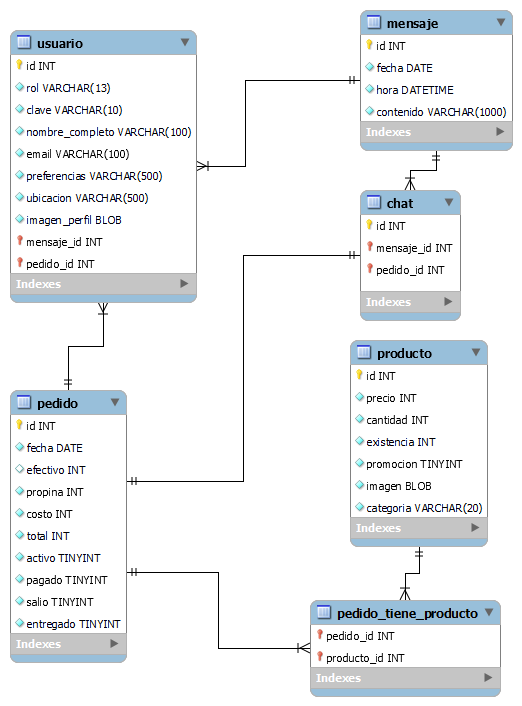 usuario
id INT
rol VARCHAR(13)
clave VARCHAR(10)
nombre_completo VARCHAR(100)
email VARCHAR(100)
preferencias VARCHAR(500)
ubicacion VARCHAR(500)
imagen_perfil BLOB
mensaje_id INT
pedido_id INT
Indexes
mensaje
id INT
fecha DATE
hora DATETIME
contenido VARCHAR(1000)
Indexes
chat
id INT
mensaje_id INT
pedido_id INT
Indexes
pedido
id INT
fecha DATE
efectivo INT
propina INT
costo INT
total INT
activo TINYINT
pagado TINYINT
salio TINYINT
entregado TINYINT
Indexes
producto
id INT
precio INT
cantidad INT
existencia INT
promocion TINYINT
imagen BLOB
categoria VARCHAR(20)
Indexes
pedido_tiene_producto
pedido_id INT
producto_id INT
Indexes